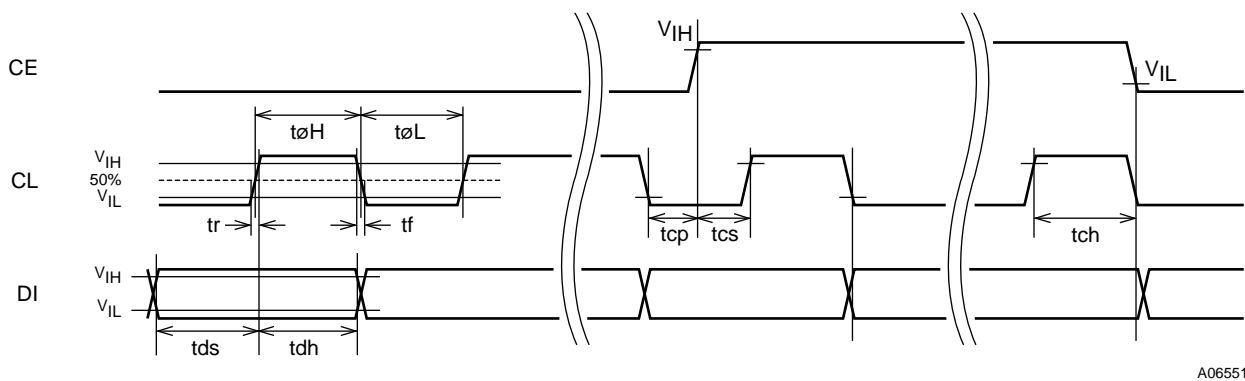 CE
VIH
VIL
tøH
tøL
CL
VIH
50%
VIL
tr
tf
tcp
tcs
tch
DI
VIH
VIL
tds
tdh
A06551